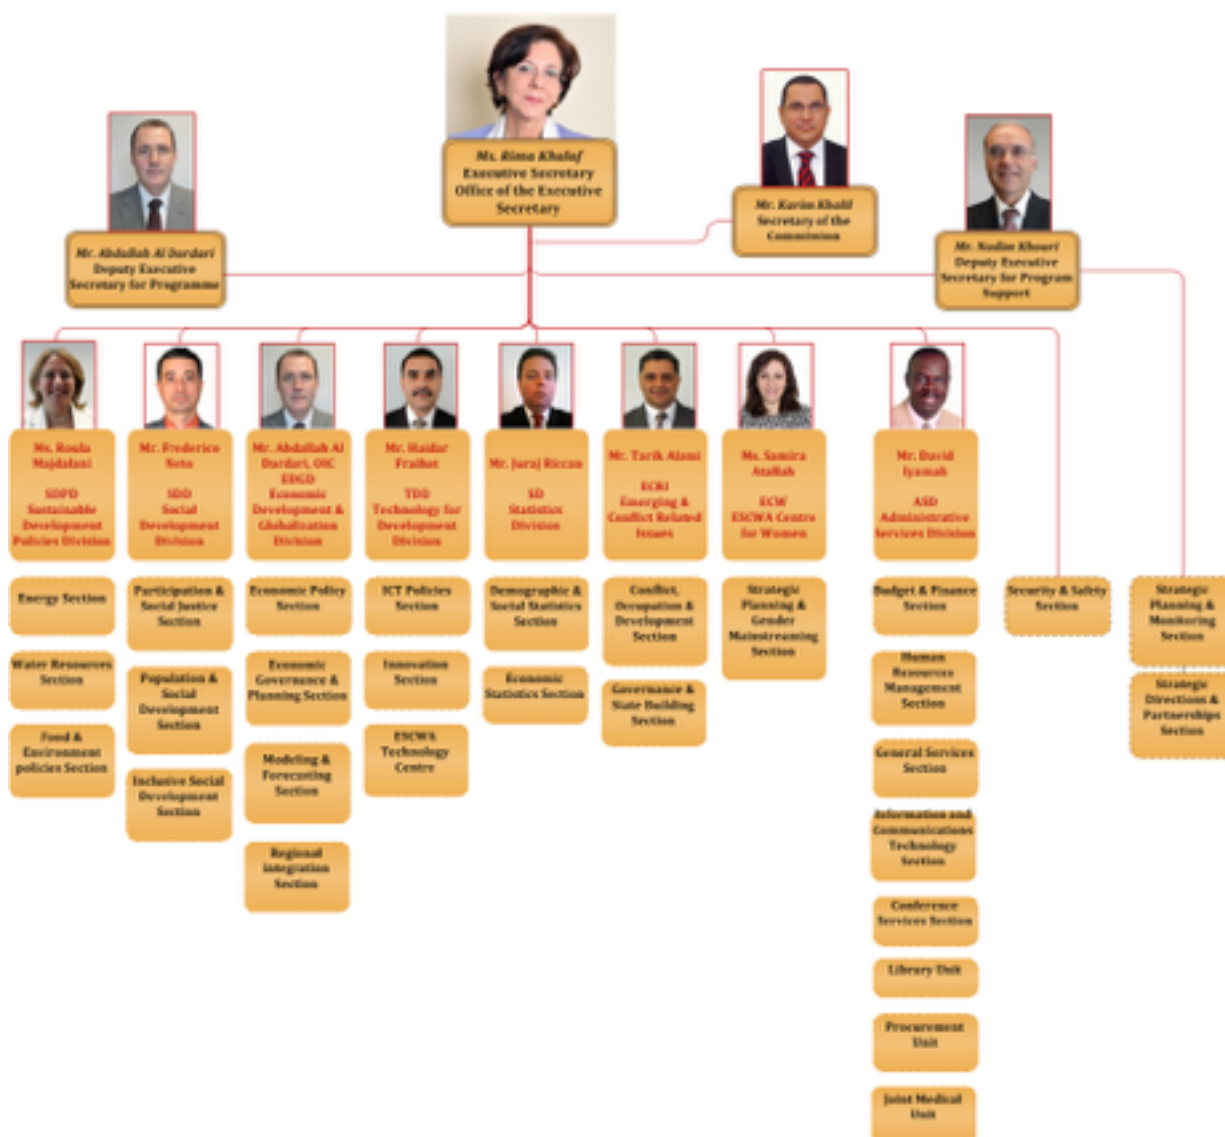 Ms. Rima Khalaf
Executive Secretary
Office of the Executive
Secretary
Mr. Karim Khalil
Secretary of the
Commission
Mr. Abdallah Al Dardari
Deputy Executive
Secretary for Programme
Mr. Nadim Khouri
Deputy Executive
Secretary for Program
Support
Ms. Roula
Majdalani
SDPD
Sustainable
Development
Policies Division
Mr. Frederico
Neto
SDD
Social
Development
Division
Mr. Abdallah Al
Dardari, OIC
EDGD
Economic
Development &
Globalization
Division
Mr. Haidar
Fraihat
TDD
Technology for
Development
Division
Mr. Juraj Riecan
SD
Statistics
Division
Mr. Tarik Alami
ECRI
Emerging &
Conflict Related
Issues
Ms. Samira
Atallah
ECW
ESCWA Centre
for Women
Mr. David
Iyamah
ASD
Administrative
Services Division
Energy Section
Water Resources
Section
Food &
Environment
policies Section
Participation &
Social Justice
Section
Population &
Social
Development
Section
Inclusive Social
Development
Section
Economic Policy
Section
Economic
Governance &
Planning Section
Modeling &
Forecasting
Section
Regional
integration
Section
ICT Policies
Section
Innovation
Section
ESCWA
Technology
Centre
Demographic &
Social Statistics
Section
Economic
Statistics Section
Conflict,
Occupation &
Development
Section
Governance &
State Building
Section
Strategic
Planning &
Gender
Mainstreaming
Section
Budget & Finance
Section
Human
Resources
Management
Section
General Services
Section
Information and
Communications
Technology
Section
Conference
Services Section
Library Unit
Procurement
Unit
Joint Medical
Unit
Security & Safety
Section
Strategic
Planning &
Monitoring
Section
Strategic
Directions &
Partnerships
Section